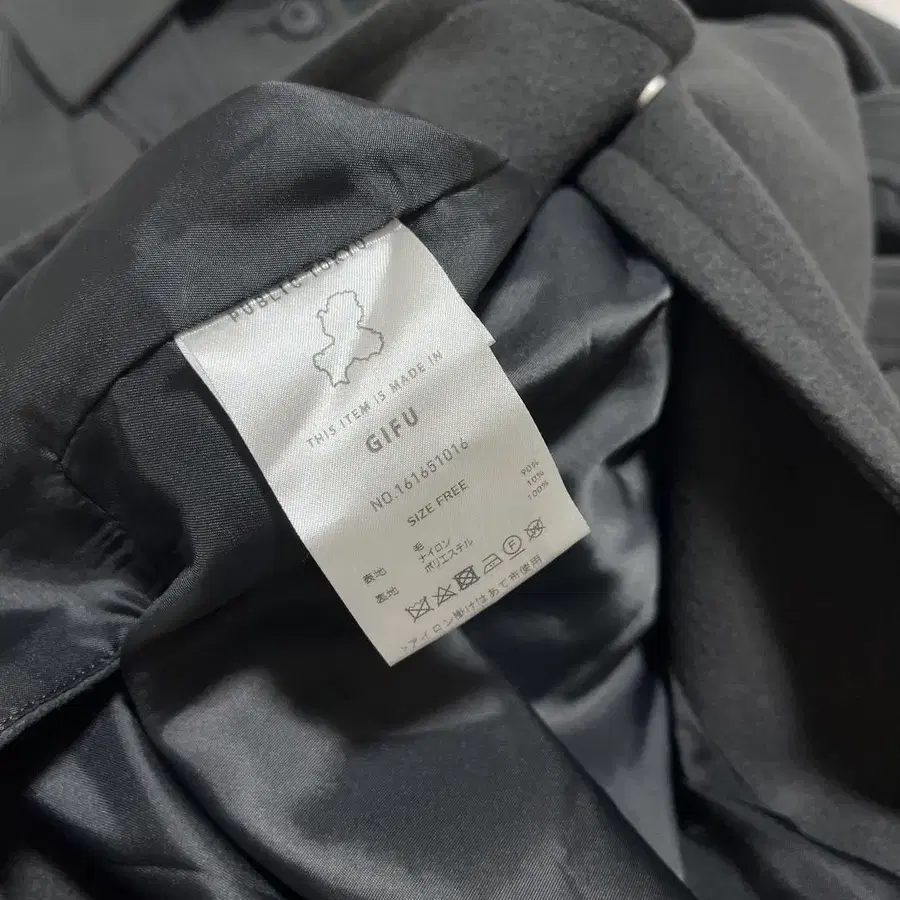 PUBLIC TOKYO
THIS ITEM IS MADE IN
GIFU
NO.161651016
SIZE FREE
表地 毛 90%
ナイロン 10%
裏地 ポリエステル 100%
アイロン掛けはあて布使用